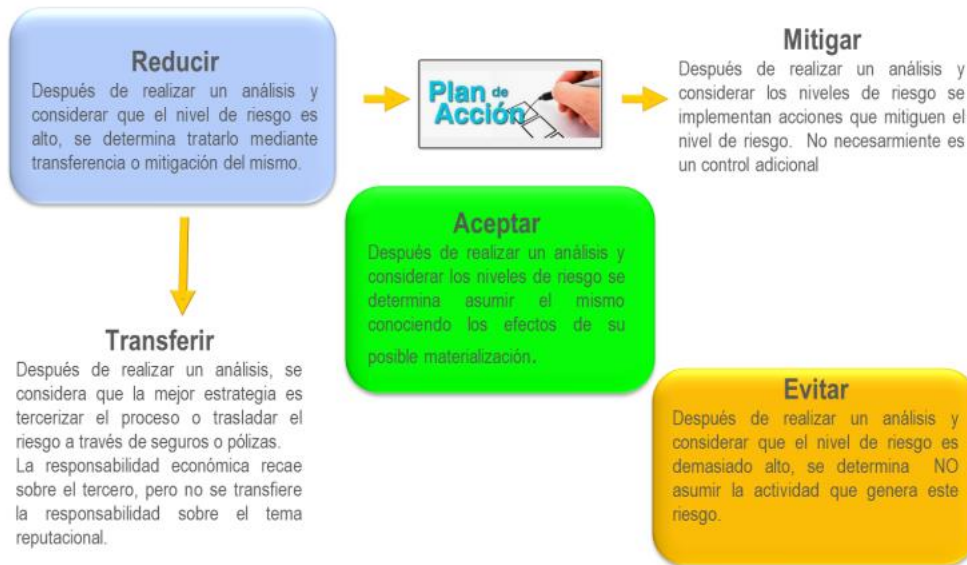 Reducir
Después de realizar un análisis y
considerar que el nivel de riesgo es
alto, se determina tratarlo mediante
transferencia o mitigación del mismo.
Plan de
Acción
Mitigar
Después de realizar un análisis y
considerar los niveles de riesgo se
implementan acciones que mitiguen el
nivel de riesgo. No necesarmiente es
un control adicional
Aceptar
Después de realizar un análisis y
considerar los niveles de riesgo se
determina asumir el mismo
conociendo los efectos de su
posible materialización.
Transferir
Después de realizar un análisis, se
considera que la mejor estrategia es
tercerizar el proceso o trasladar el
riesgo a través de seguros o pólizas.
La responsabilidad económica recae
sobre el tercero, pero no se transfiere
la responsabilidad sobre el tema
reputacional.
Evitar
Después de realizar un análisis y
considerar que el nivel de riesgo es
demasiado alto, se determina NO
asumir la actividad que genera este
riesgo.